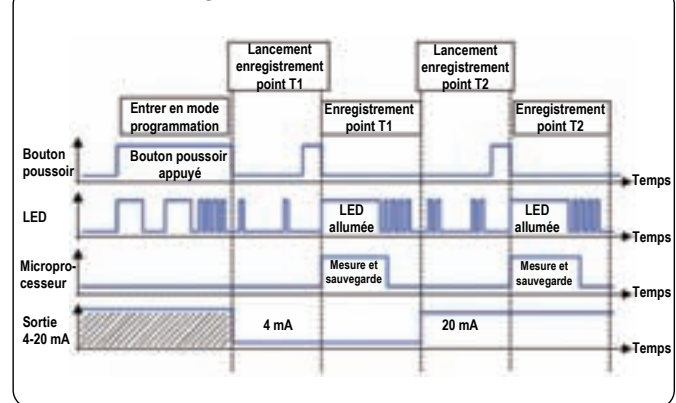 Lancement
enregistrement
point T1
Lancement
enregistrement
point T2
Entrer en mode
programmation
Enregistrement
point T1
Enregistrement
point T2
Bouton
poussoir
Bouton poussoir
appuyé
Temps
LED
LED
allumée
LED
allumée
Temps
Micropro-
cesseur
Mesure et
sauvegarde
Mesure et
sauvegarde
Temps
Sortie
4-20 mA
4 mA
20 mA
Temps